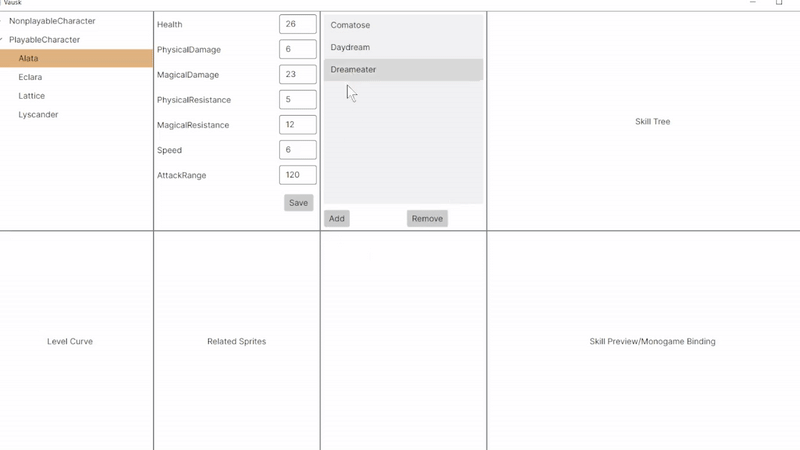 Vausk
NonplayableCharacter
PlayableCharacter
Alata
Eclara
Lattice
Lyscander
Health 26
PhysicalDamage 6
MagicalDamage 23
PhysicalResistance 5
MagicalResistance 12
Speed 6
AttackRange 120
Save
Comatose
Daydream
Dreameater
Add Remove
Skill Tree
Level Curve
Related Sprites
Skill Preview/Monogame Binding